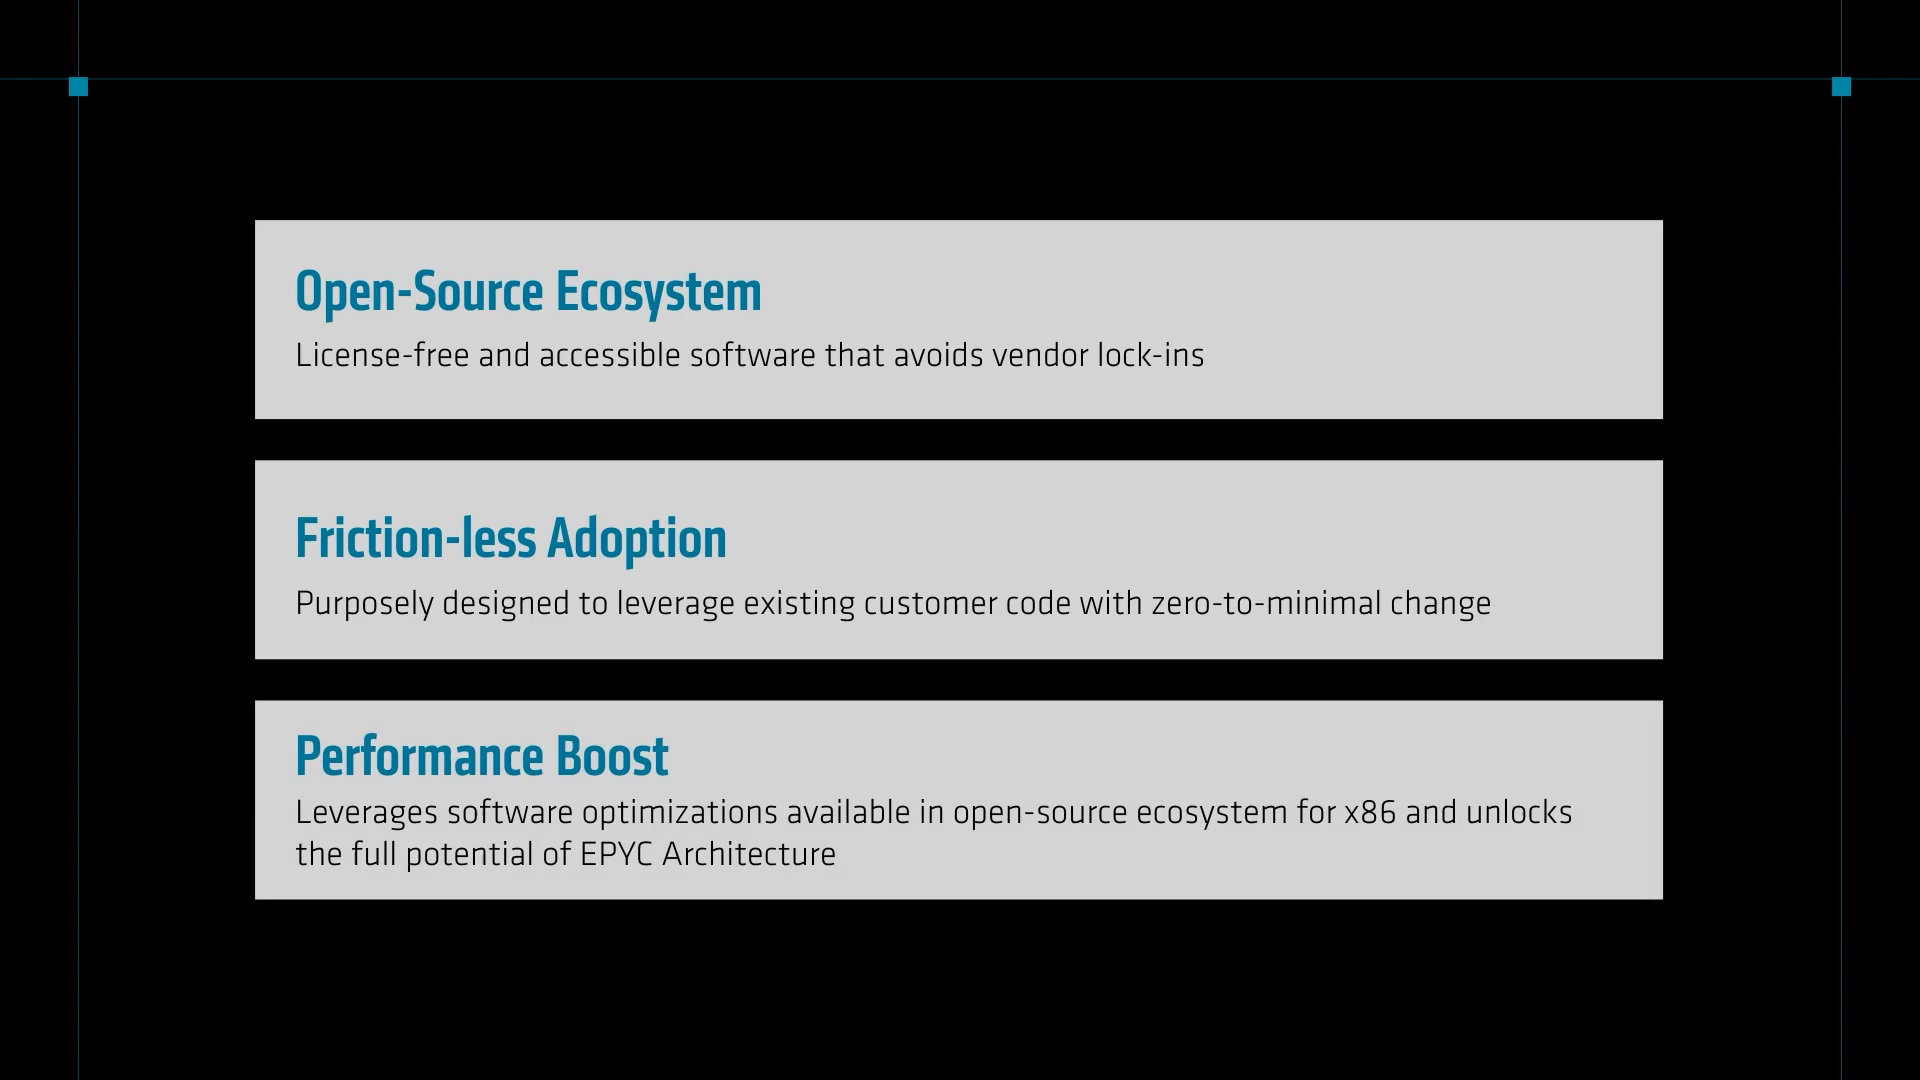 Open-Source Ecosystem
License-free and accessible software that avoids vendor lock-ins
Friction-less Adoption
Purposely designed to leverage existing customer code with zero-to-minimal change
Performance Boost
Leverages software optimizations available in open-source ecosystem for x86 and unlocks
the full potential of EPYC Architecture